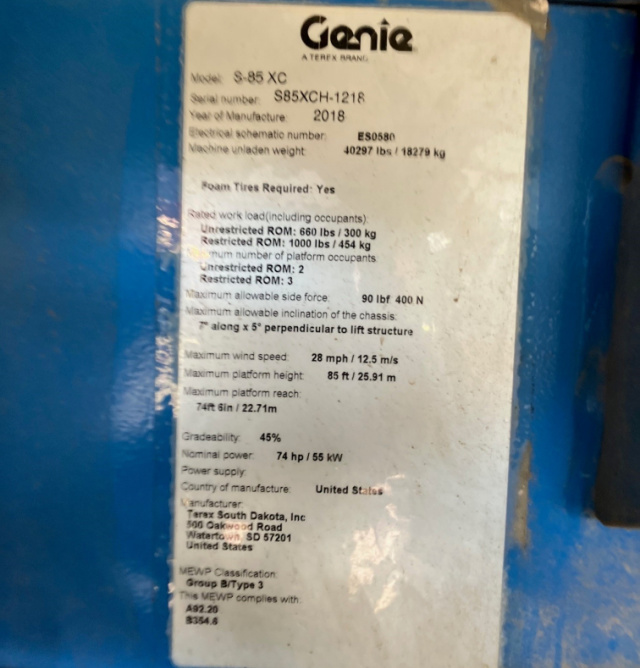 Genie
A TEREX BRAND
Model: S-85 XC
Serial number: S85XCH-1218
Year of Manufacture: 2018
Electrical schematic number: ES0580
Machine unladen weight: 40297 lbs / 18279 kg
Foam Tires Required: Yes
Rated work load(including occupants):
Unrestricted ROM: 660 lbs / 300 kg
Restricted ROM: 1000 lbs / 454 kg
Maximum number of platform occupants
Unrestricted ROM: 2
Restricted ROM: 3
Maximum allowable side force: 90 lbf 400 N
Maximum allowable inclination of the chassis:
7° along x 5° perpendicular to lift structure
Maximum wind speed: 28 mph / 12.5 m/s
Maximum platform height: 85 ft / 25.91 m
Maximum platform reach:
74ft 6in / 22.71m
Gradeability: 45%
Nominal power: 74 hp / 55 kW
Power supply:
Country of manufacture: United States
Manufacturer:
Terex South Dakota, Inc
500 Oakwood Road
Watertown, SD 57201
United States
MEWP Classification:
Group B/Type 3
This MEWP complies with:
A92.20
B354.6